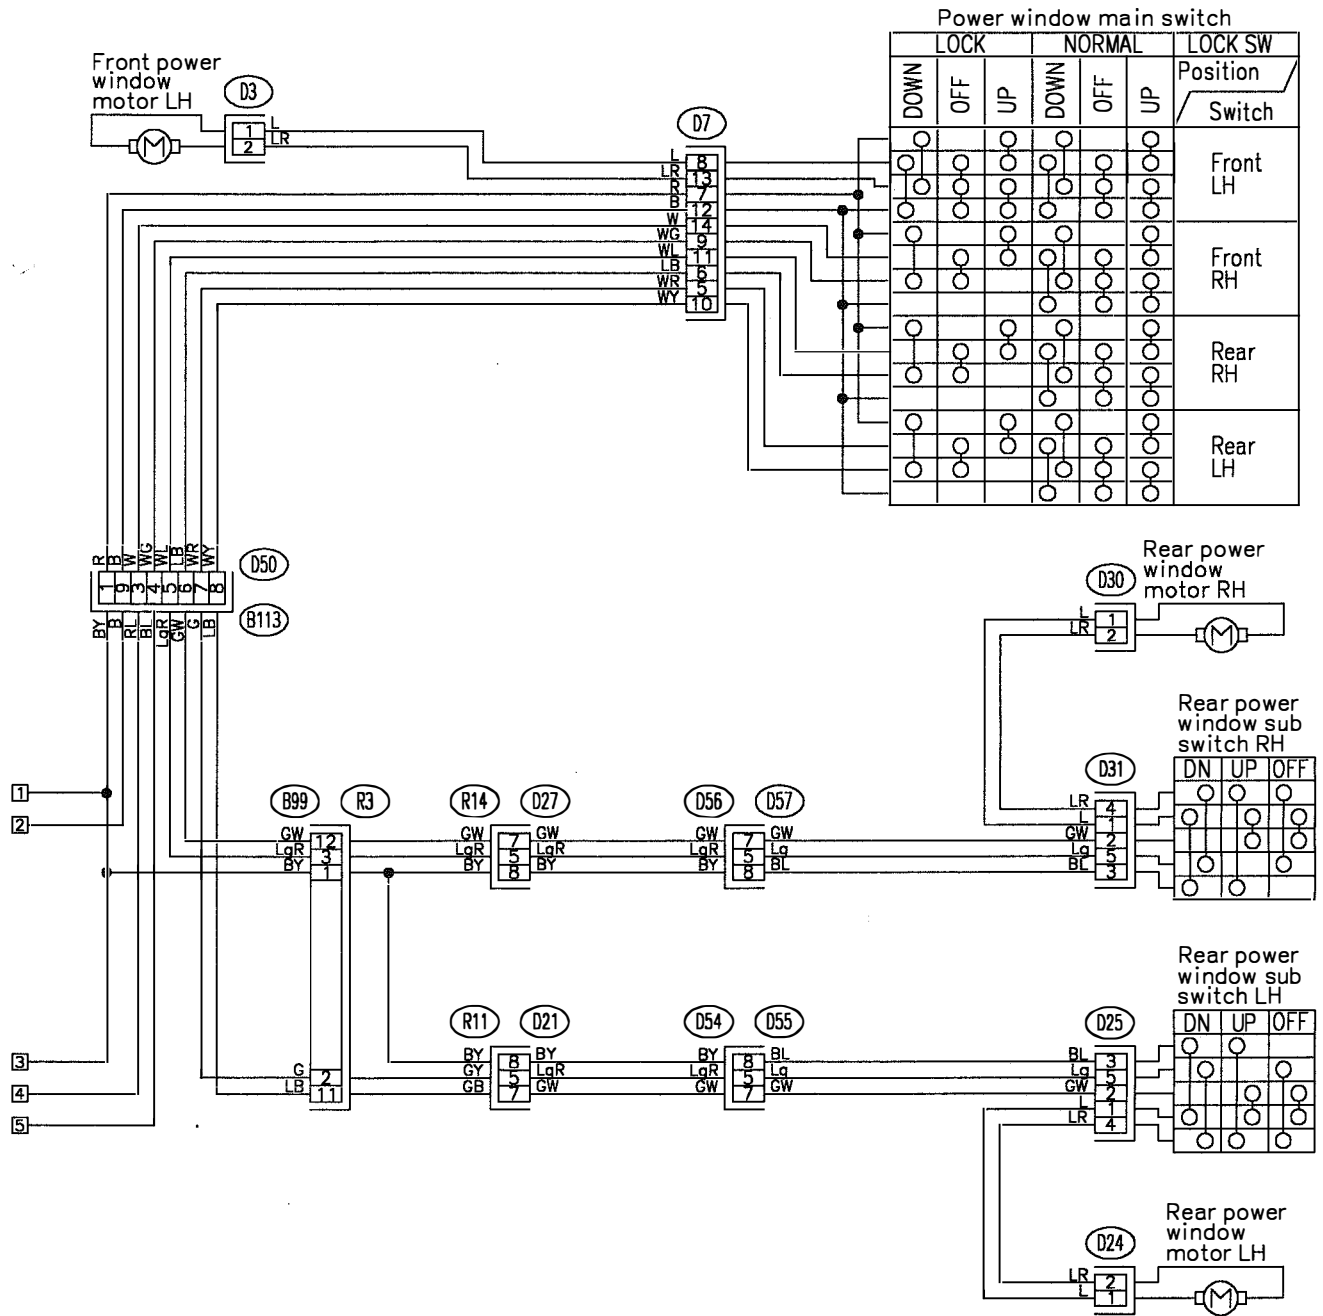 Power window main switch
LOCK NORMAL LOCK SW
DOWN OFF UP DOWN OFF UP Position
Switch
Front
LH
Front
RH
Rear
RH
Rear
LH
Front power
window
motor LH
D3
1 L
2 LR
D7
L 8
LR 13
R 7
B 12
W 14
WG 9
WL 11
LB 6
WR 5
WY 10
R B W WG WL LB WR WY
D50
1 9 3 4 5 6 7 8
B113
BY B RL BL LgR GW G LB
Rear power
window
motor RH
D30
L 1
LR 2
Rear power
window sub
switch RH
DN UP OFF
D31
LR 4
L 1
GW 2
Lg 5
BL 3
1
2
B99 R3 R14 D27 D56 D57
GW 12 GW 7 GW GW 7 GW
LgR 3 LgR 5 LgR LgR 5 Lg
BY 1 BY 8 BY BY 8 BL
Rear power
window sub
switch LH
DN UP OFF
R11 D21 D54 D55 D25
BY 8 BY BY 8 BL BL 3
G 2 GY 5 LgR LgR 5 Lg Lg 5
LB 11 GB 7 GW GW 7 GW GW 2
L 1
LR 4
3
4
5
Rear power
window
motor LH
D24
LR 2
L 1